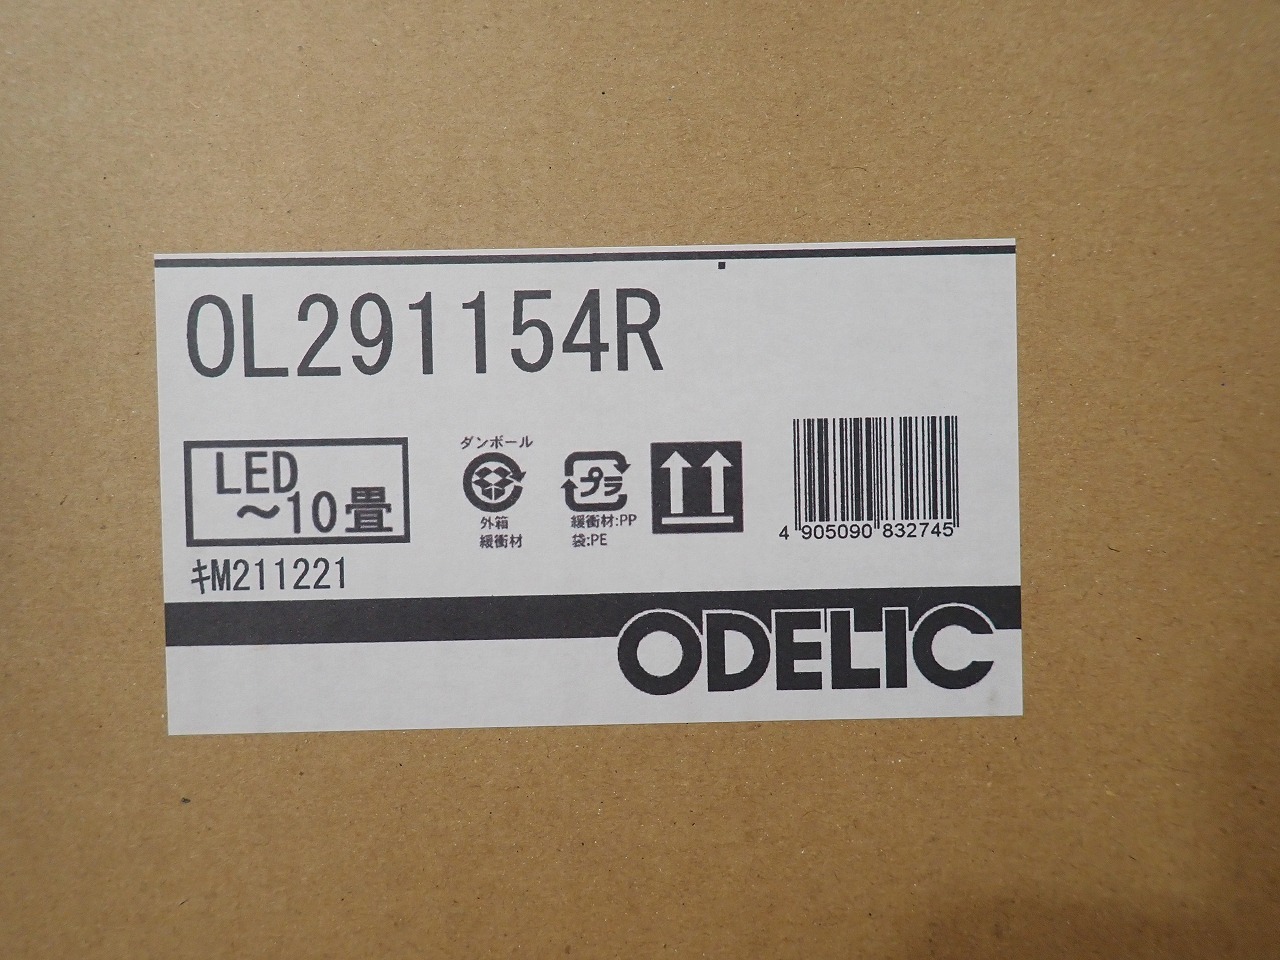 OL291154R
LED
～10畳
ｷM211221
ダンボール
外箱
緩衝材
プラ
緩衝材:PP
袋:PE
4 905090 832745
ODELIC